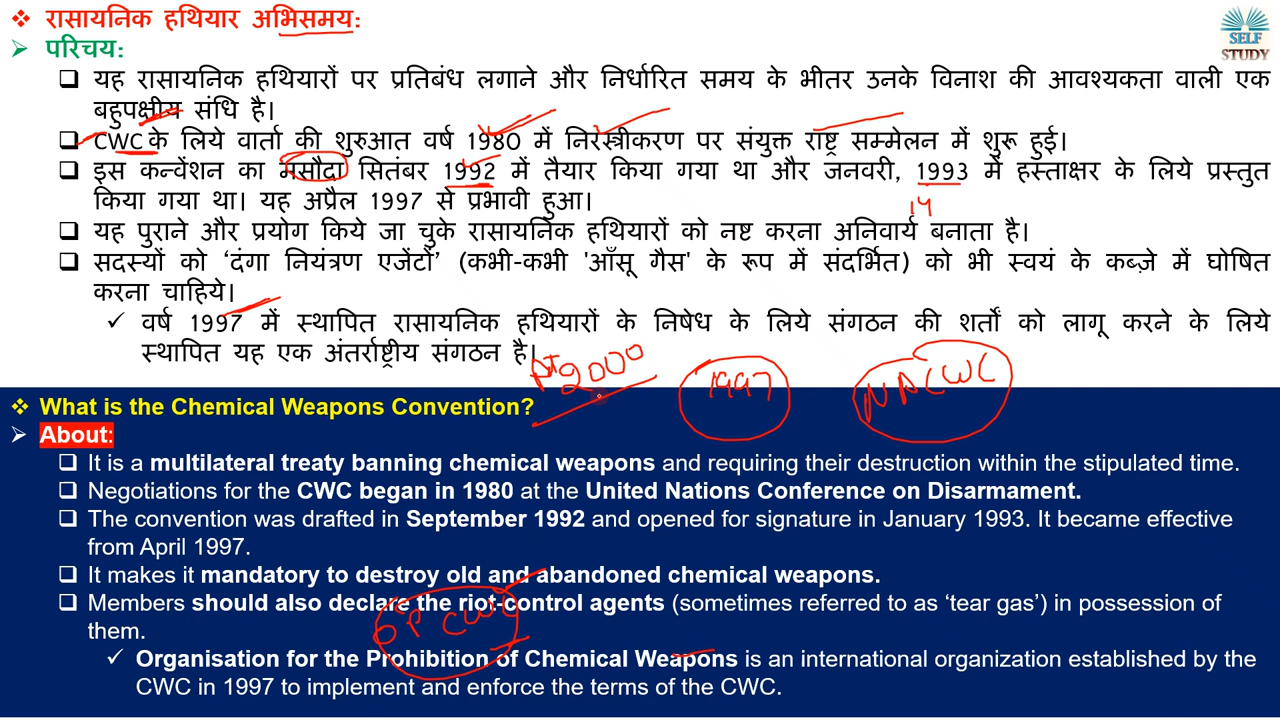 ❖ रासायनिक हथियार अभिसमय:
➢ परिचय:
SELF
STUDY
❑ यह रासायनिक हथियारों पर प्रतिबंध लगाने और निर्धारित समय के भीतर उनके विनाश की आवश्यकता वाली एक
बहुपक्षीय संधि है।
❑ CWC के लिये वार्ता की शुरुआत वर्ष 1980 में निरस्त्रीकरण पर संयुक्त राष्ट्र सम्मेलन में शुरू हुई।
❑ इस कन्वेंशन का मसौदा सितंबर 1992 में तैयार किया गया था और जनवरी, 1993 में हस्ताक्षर के लिये प्रस्तुत
किया गया था। यह अप्रैल 1997 से प्रभावी हुआ।
14
❑ यह पुराने और प्रयोग किये जा चुके रासायनिक हथियारों को नष्ट करना अनिवार्य बनाता है।
❑ सदस्यों को ‘दंगा नियंत्रण एजेंटों’ (कभी-कभी 'आँसू गैस' के रूप में संदर्भित) को भी स्वयं के कब्ज़े में घोषित
करना चाहिये।
✓ वर्ष 1997 में स्थापित रासायनिक हथियारों के निषेध के लिये संगठन की शर्तों को लागू करने के लिये
स्थापित यह एक अंतर्राष्ट्रीय संगठन है।
2000
1997
NACWC
❖ What is the Chemical Weapons Convention?
➢ About:
❑ It is a multilateral treaty banning chemical weapons and requiring their destruction within the stipulated time.
❑ Negotiations for the CWC began in 1980 at the United Nations Conference on Disarmament.
❑ The convention was drafted in September 1992 and opened for signature in January 1993. It became effective
from April 1997.
❑ It makes it mandatory to destroy old and abandoned chemical weapons.
❑ Members should also declare the riot-control agents (sometimes referred to as ‘tear gas’) in possession of
them.
OPCWC
✓ Organisation for the Prohibition of Chemical Weapons is an international organization established by the
CWC in 1997 to implement and enforce the terms of the CWC.